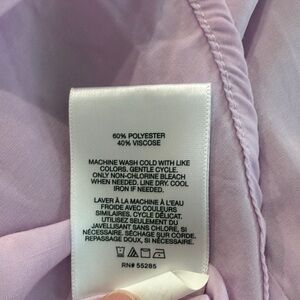 60% POLYESTER
40% VISCOSE
MACHINE WASH COLD WITH LIKE
COLORS. GENTLE CYCLE.
ONLY NON-CHLORINE BLEACH
WHEN NEEDED. LINE DRY. COOL
IRON IF NEEDED.
LAVER À LA MACHINE À L'EAU
FROIDE AVEC COULEURS
SIMILAIRES. CYCLE DÉLICAT.
UTILISEZ SEULEMENT DU
JAVELLISANT SANS CHLORE, SI
NÉCESSAIRE. SÉCHAGE SUR CORDE.
REPASSAGE DOUX, SI NÉCESSAIRE.
RN# 55285